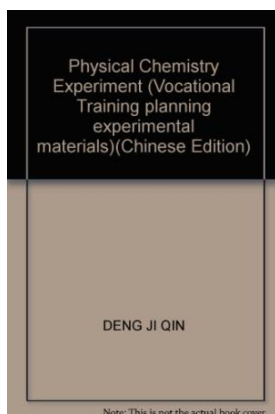 Physical Chemistry
Experiment (Vocational
Training planning
experimental
materials)(Chinese Edition)
DENG JI QIN
Note: This is not the actual book cover